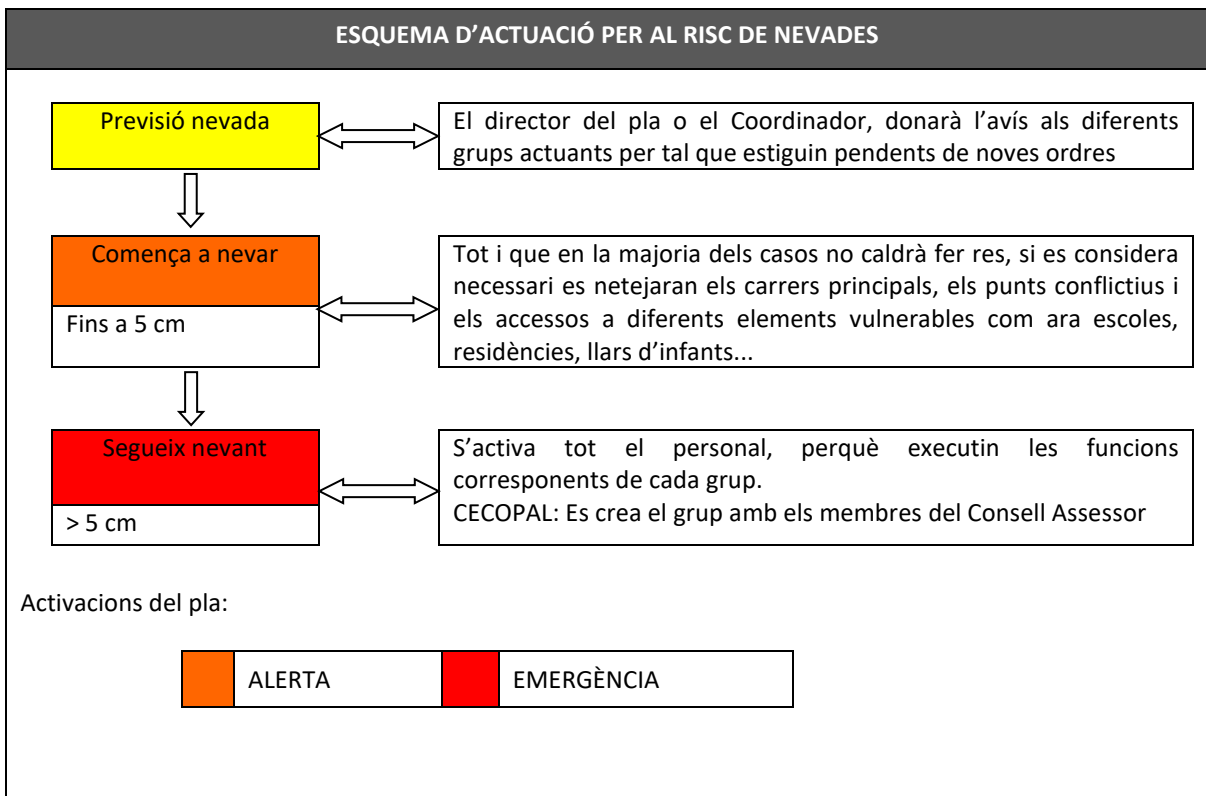 ESQUEMA D'ACTUACIÓ PER AL RISC DE NEVADES
Previsió nevada
El director del pla o el Coordinador, donarà l'avís als diferents
grups actuants per tal que estiguin pendents de noves ordres
Comença a nevar
Fins a 5 cm
Tot i que en la majoria dels casos no caldrà fer res, si es considera
necessari es netejaran els carrers principals, els punts conflictius i
els accessos a diferents elements vulnerables com ara escoles,
residències, llars d'infants...
Segueix nevant
> 5 cm
S'activa tot el personal, perquè executin les funcions
corresponents de cada grup.
CECOPAL: Es crea el grup amb els membres del Consell Assessor
Activacions del pla:
ALERTA
EMERGÈNCIA